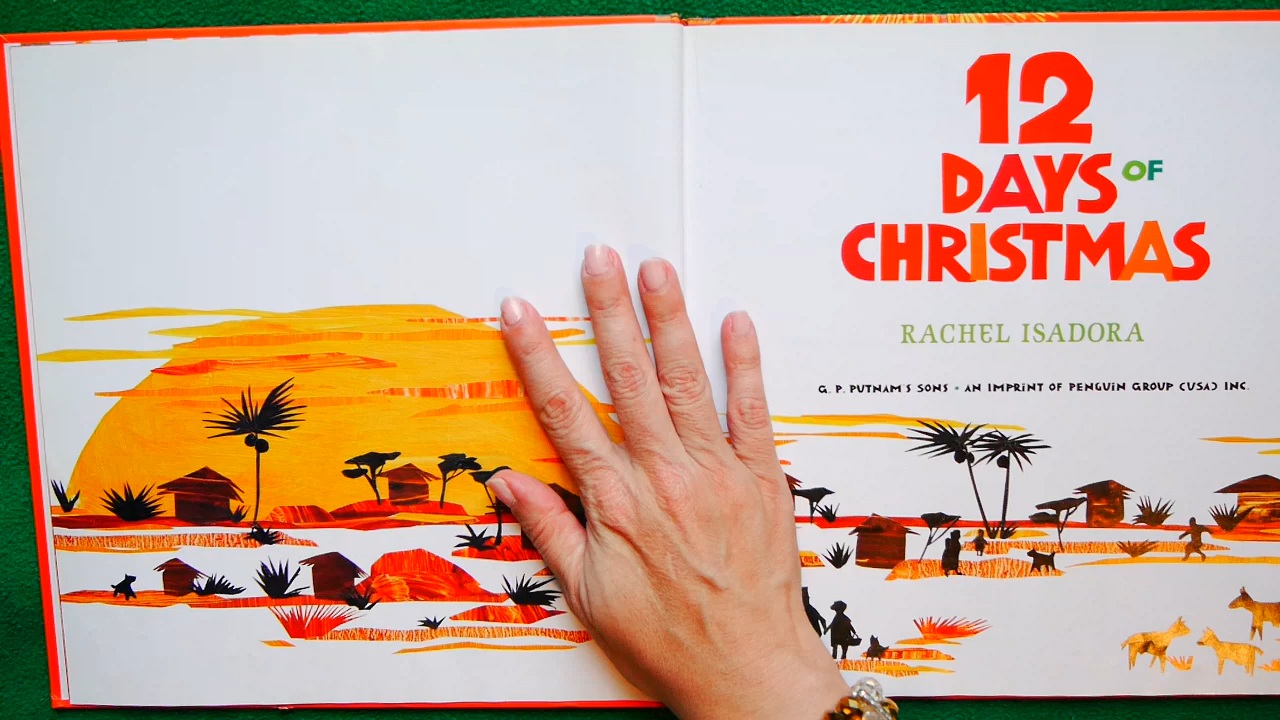 12
DAYS OF
CHRISTMAS
RACHEL ISADORA
G. P. PUTNAM'S SONS • AN IMPRINT OF PENGUIN GROUP (USA) INC.